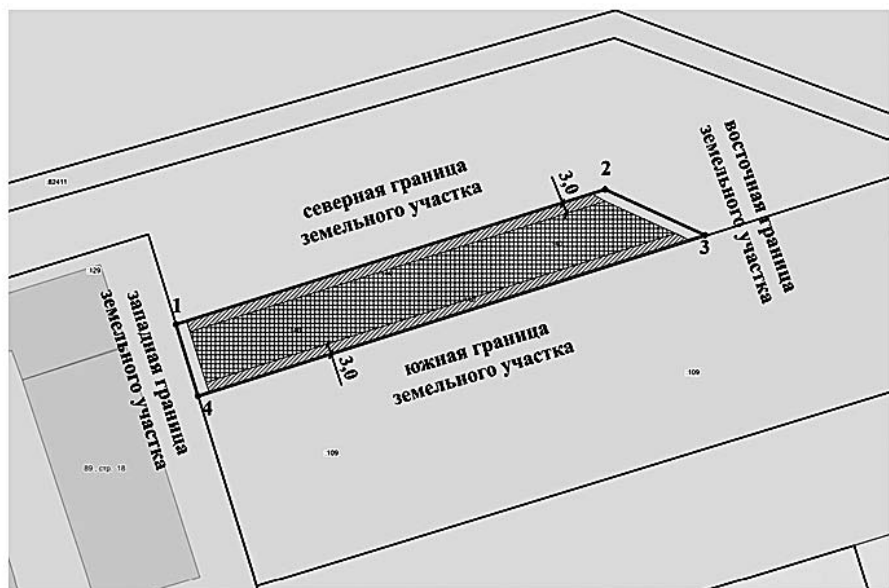 82411
северная граница
земельного участка
3,0
2
восточная граница
земельного участка
3
129
1
западная граница
земельного участка
3,0
южная граница
земельного участка
4
109
109
89 , стр. 18